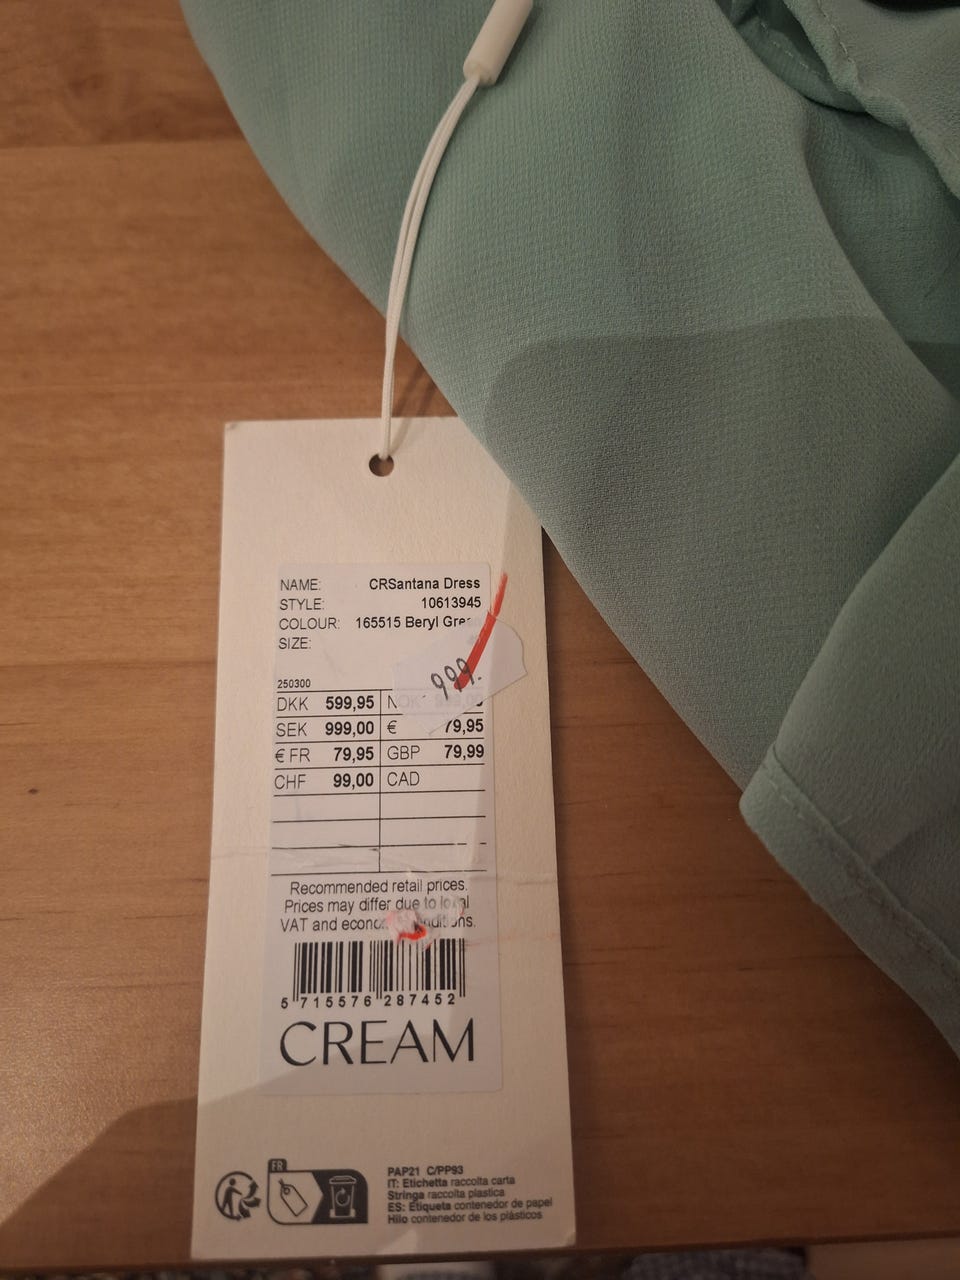 NAME: CRSantana Dress
STYLE: 10613945
COLOUR: 165515 Beryl
SIZE:
999.
250300
DKK 599,95 NOK
SEK 999,00 € 79,95
€ FR 79,95 GBP 79,99
CHF 99,00 CAD
Recommended retail prices.
Prices may differ due to local
VAT and
5 715576 287452
CREAM
FR
PAP21 C/PP93
IT: Etichetta raccolta carta
Stringa raccolta plastica
ES: Etiqueta contenedor de papel
Hilo contenedor de los plásticos